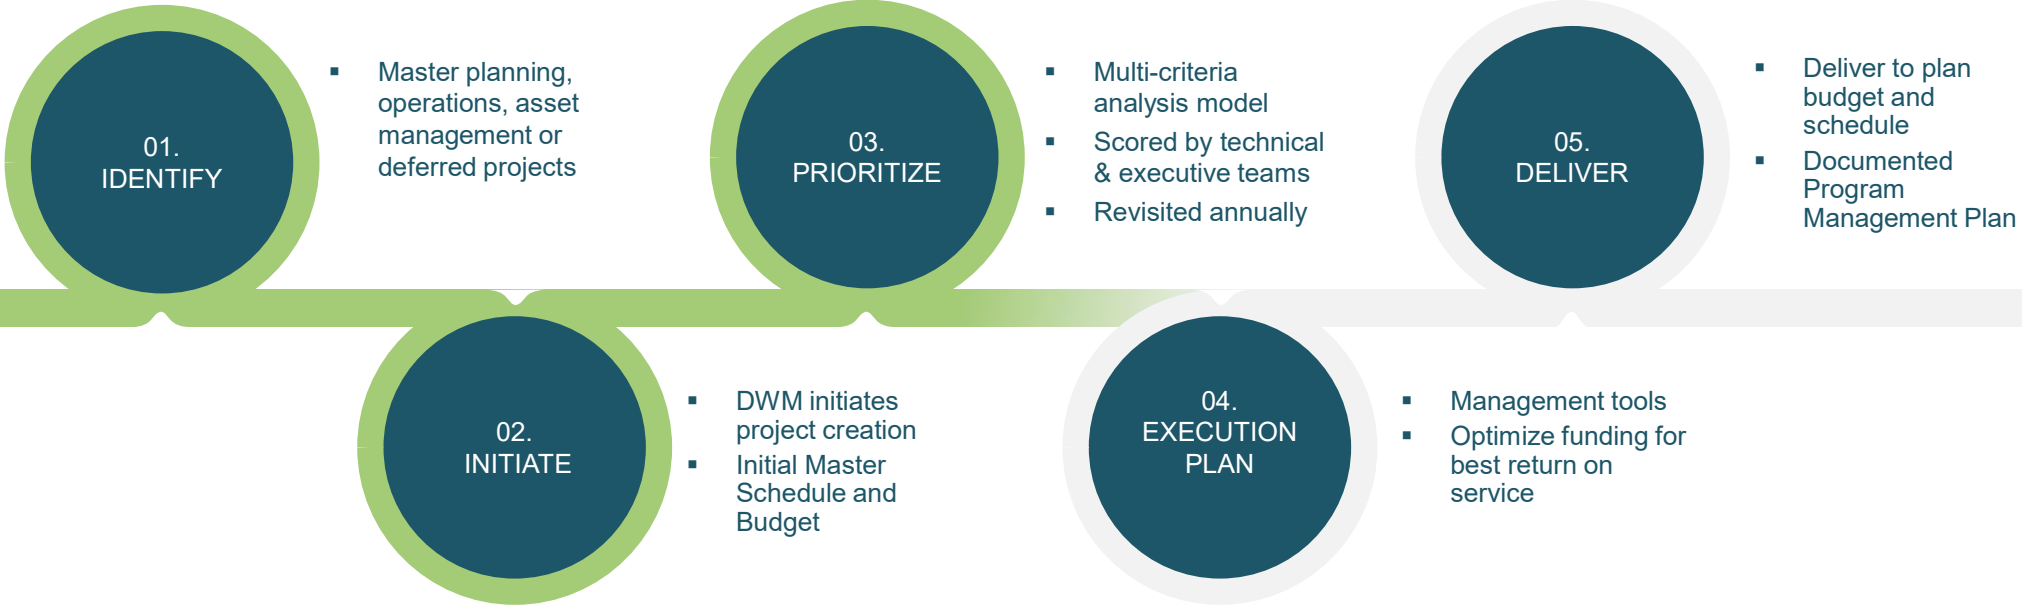 01.
IDENTIFY
▪ Master planning,
operations, asset
management or
deferred projects
02.
INITIATE
▪ DWM initiates
project creation
▪ Initial Master
Schedule and
Budget
03.
PRIORITIZE
▪ Multi-criteria
analysis model
▪ Scored by technical
& executive teams
▪ Revisited annually
04.
EXECUTION
PLAN
▪ Management tools
▪ Optimize funding for
best return on
service
05.
DELIVER
▪ Deliver to plan
budget and
schedule
▪ Documented
Program
Management Plan